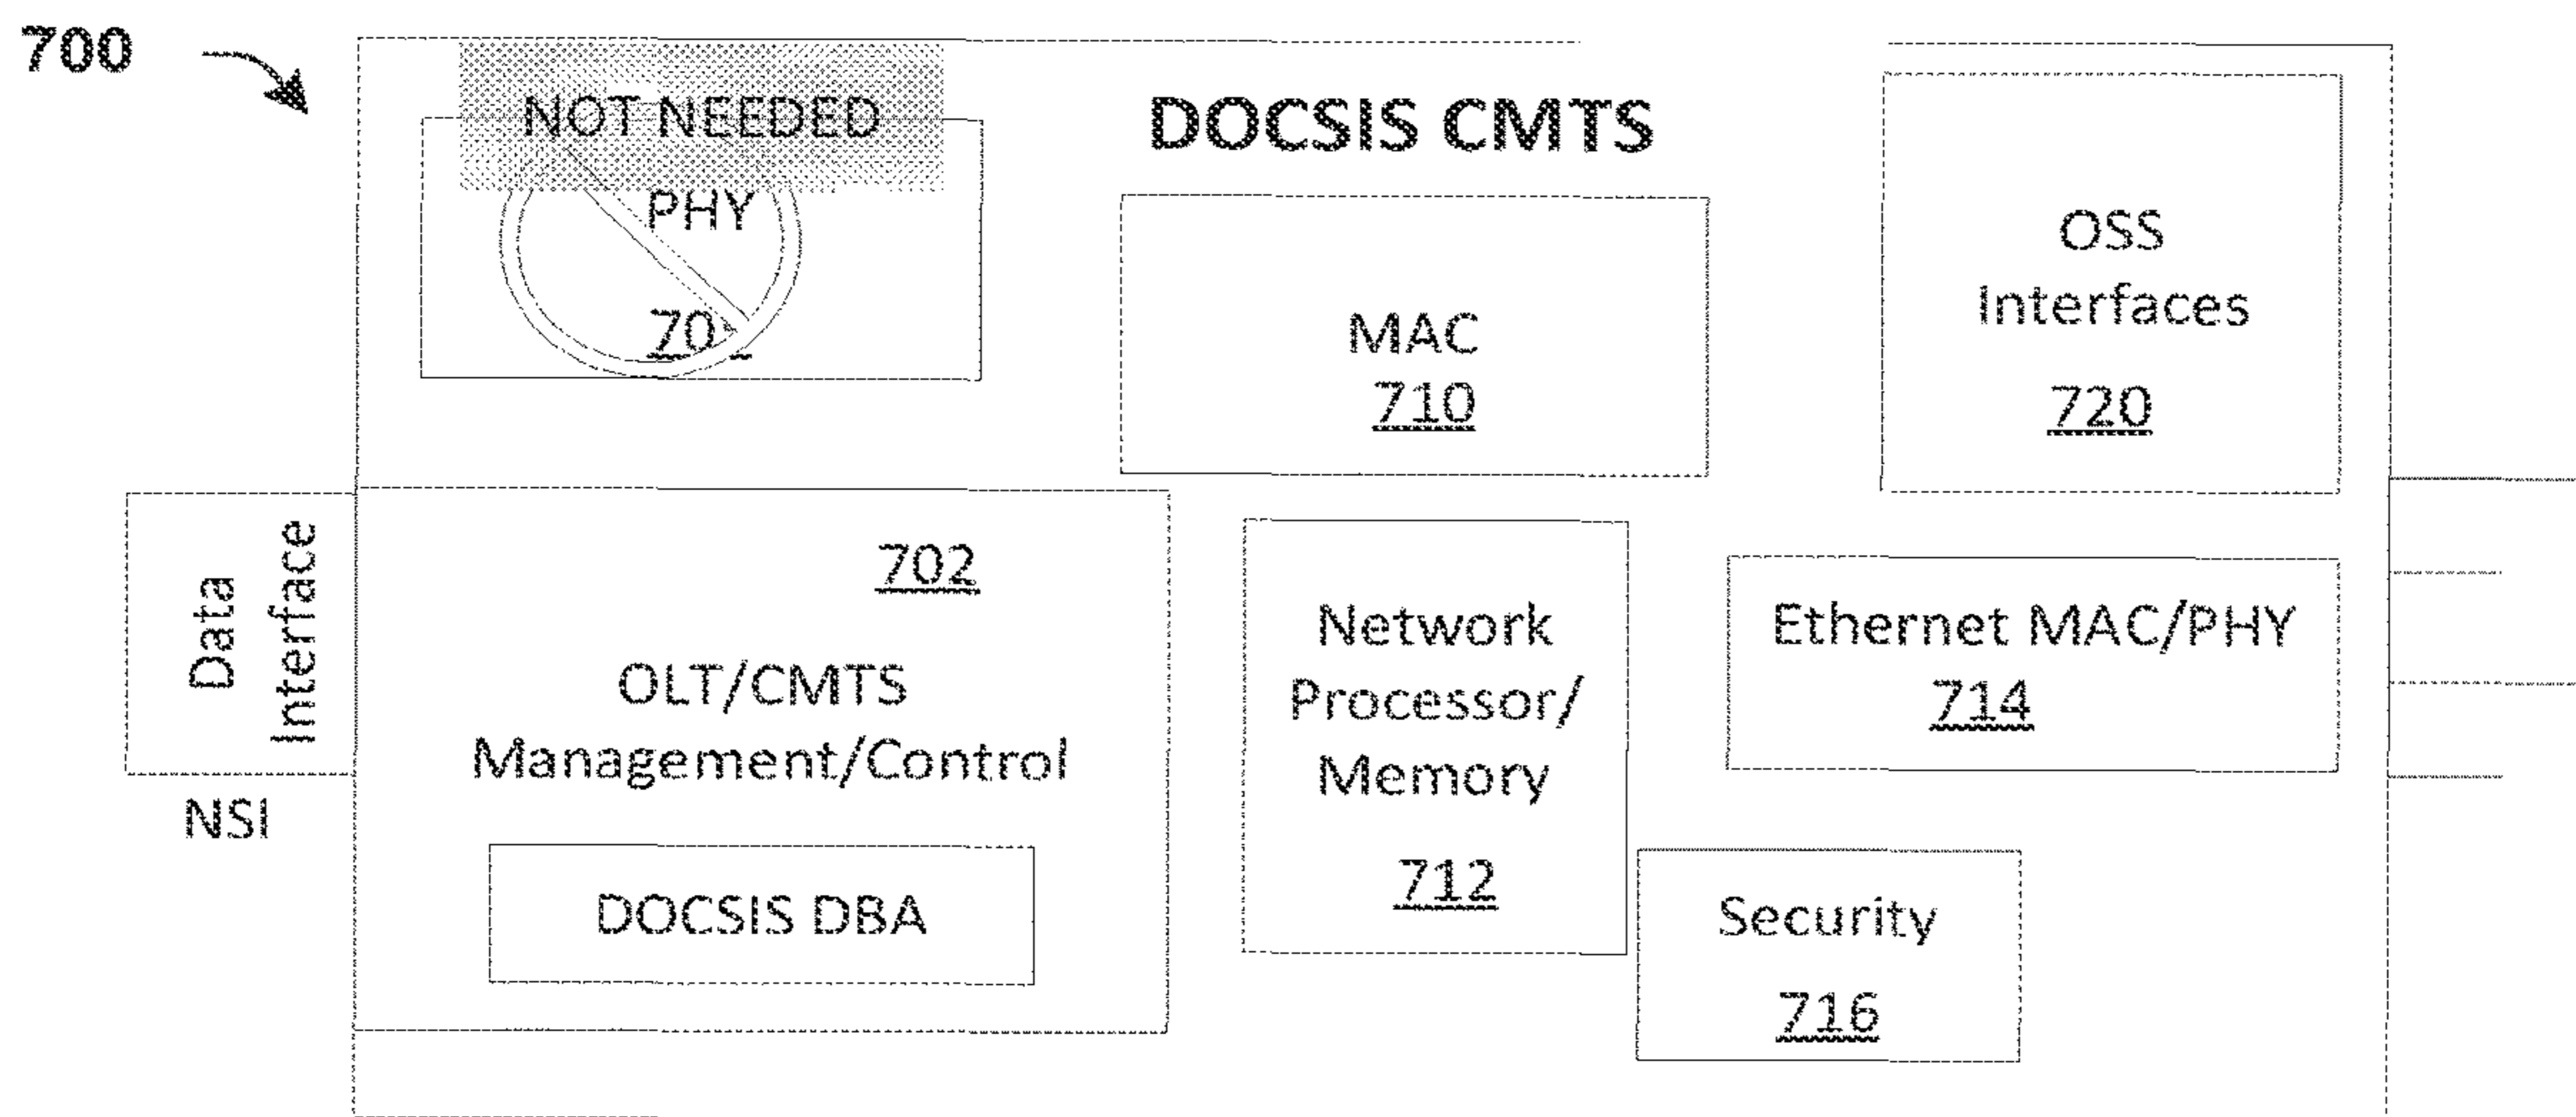 700
NOT NEEDED
PHY
DOCSIS CMTS
MAC
710
OSS
Interfaces
720
Data
Interface
NSI
702
OLT/CMTS
Management/Control
DOCSIS DBA
Network
Processor/
Memory
712
Ethernet MAC/PHY
714
Security
716